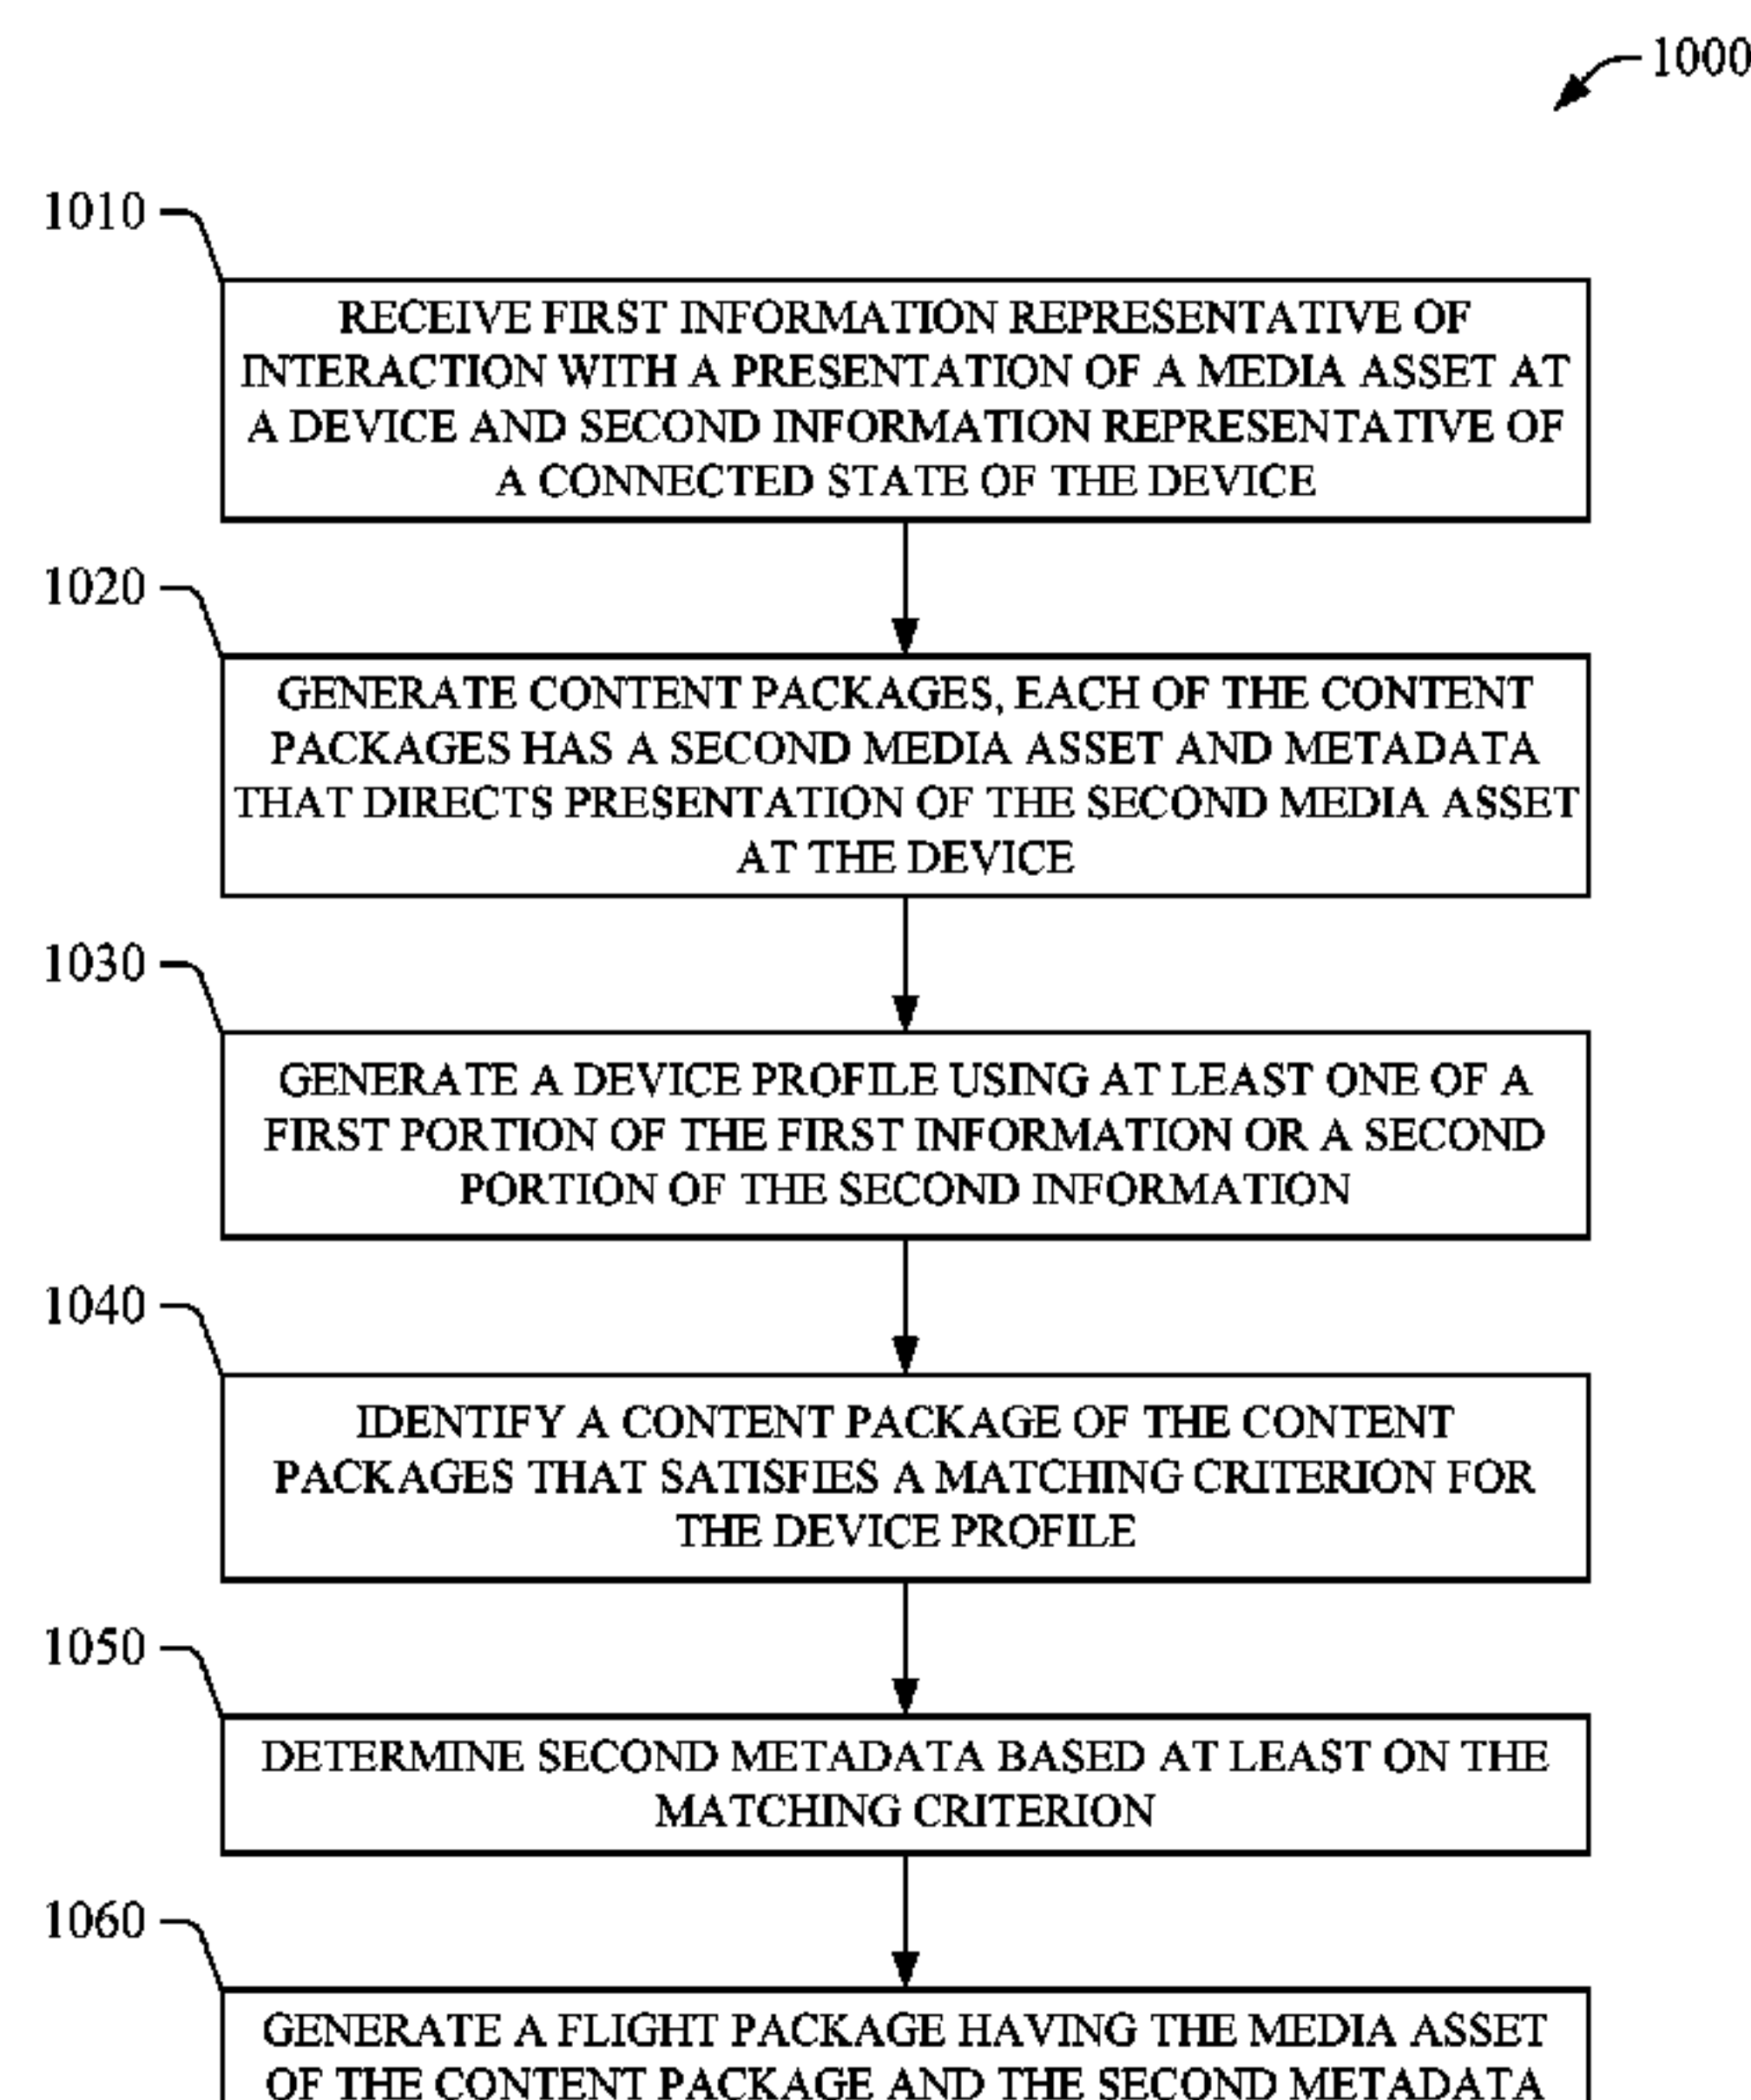 1000
1010
RECEIVE FIRST INFORMATION REPRESENTATIVE OF
INTERACTION WITH A PRESENTATION OF A MEDIA ASSET AT
A DEVICE AND SECOND INFORMATION REPRESENTATIVE OF
A CONNECTED STATE OF THE DEVICE
1020
GENERATE CONTENT PACKAGES, EACH OF THE CONTENT
PACKAGES HAS A SECOND MEDIA ASSET AND METADATA
THAT DIRECTS PRESENTATION OF THE SECOND MEDIA ASSET
AT THE DEVICE
1030
GENERATE A DEVICE PROFILE USING AT LEAST ONE OF A
FIRST PORTION OF THE FIRST INFORMATION OR A SECOND
PORTION OF THE SECOND INFORMATION
1040
IDENTIFY A CONTENT PACKAGE OF THE CONTENT
PACKAGES THAT SATISFIES A MATCHING CRITERION FOR
THE DEVICE PROFILE
1050
DETERMINE SECOND METADATA BASED AT LEAST ON THE
MATCHING CRITERION
1060
GENERATE A FLIGHT PACKAGE HAVING THE MEDIA ASSET
OF THE CONTENT PACKAGE AND THE SECOND METADATA